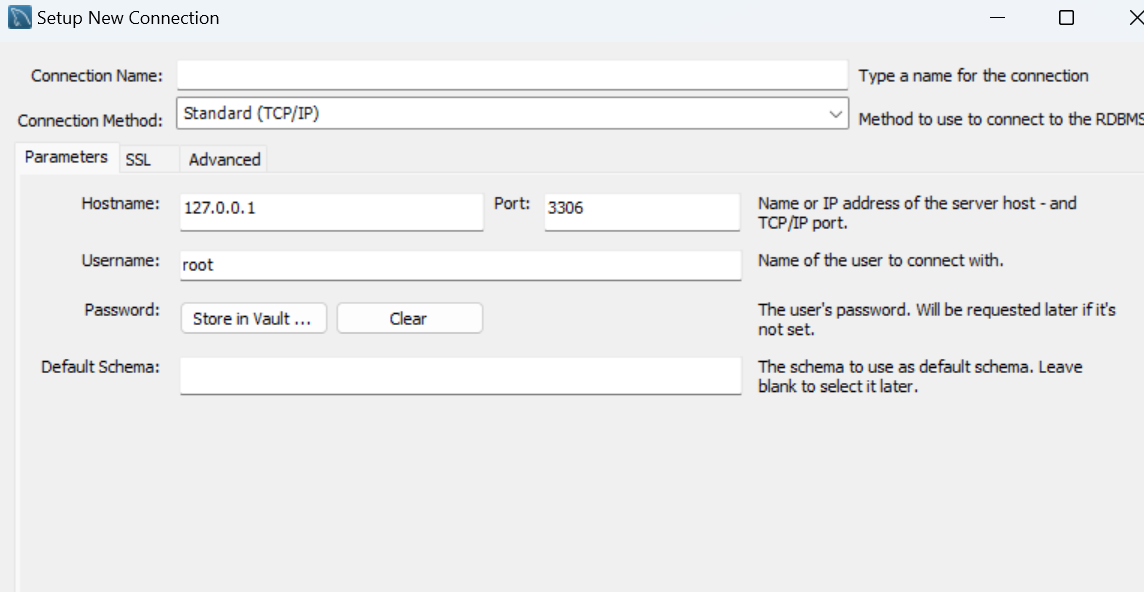 Setup New Connection
Connection Name:
Type a name for the connection
Connection Method:
Standard (TCP/IP)
Method to use to connect to the RDBMS
Parameters
SSL
Advanced
Hostname:
127.0.0.1
Port:
3306
Name or IP address of the server host - and
TCP/IP port.
Username:
root
Name of the user to connect with.
Password:
Store in Vault ...
Clear
The user's password. Will be requested later if it's
not set.
Default Schema:
The schema to use as default schema. Leave
blank to select it later.